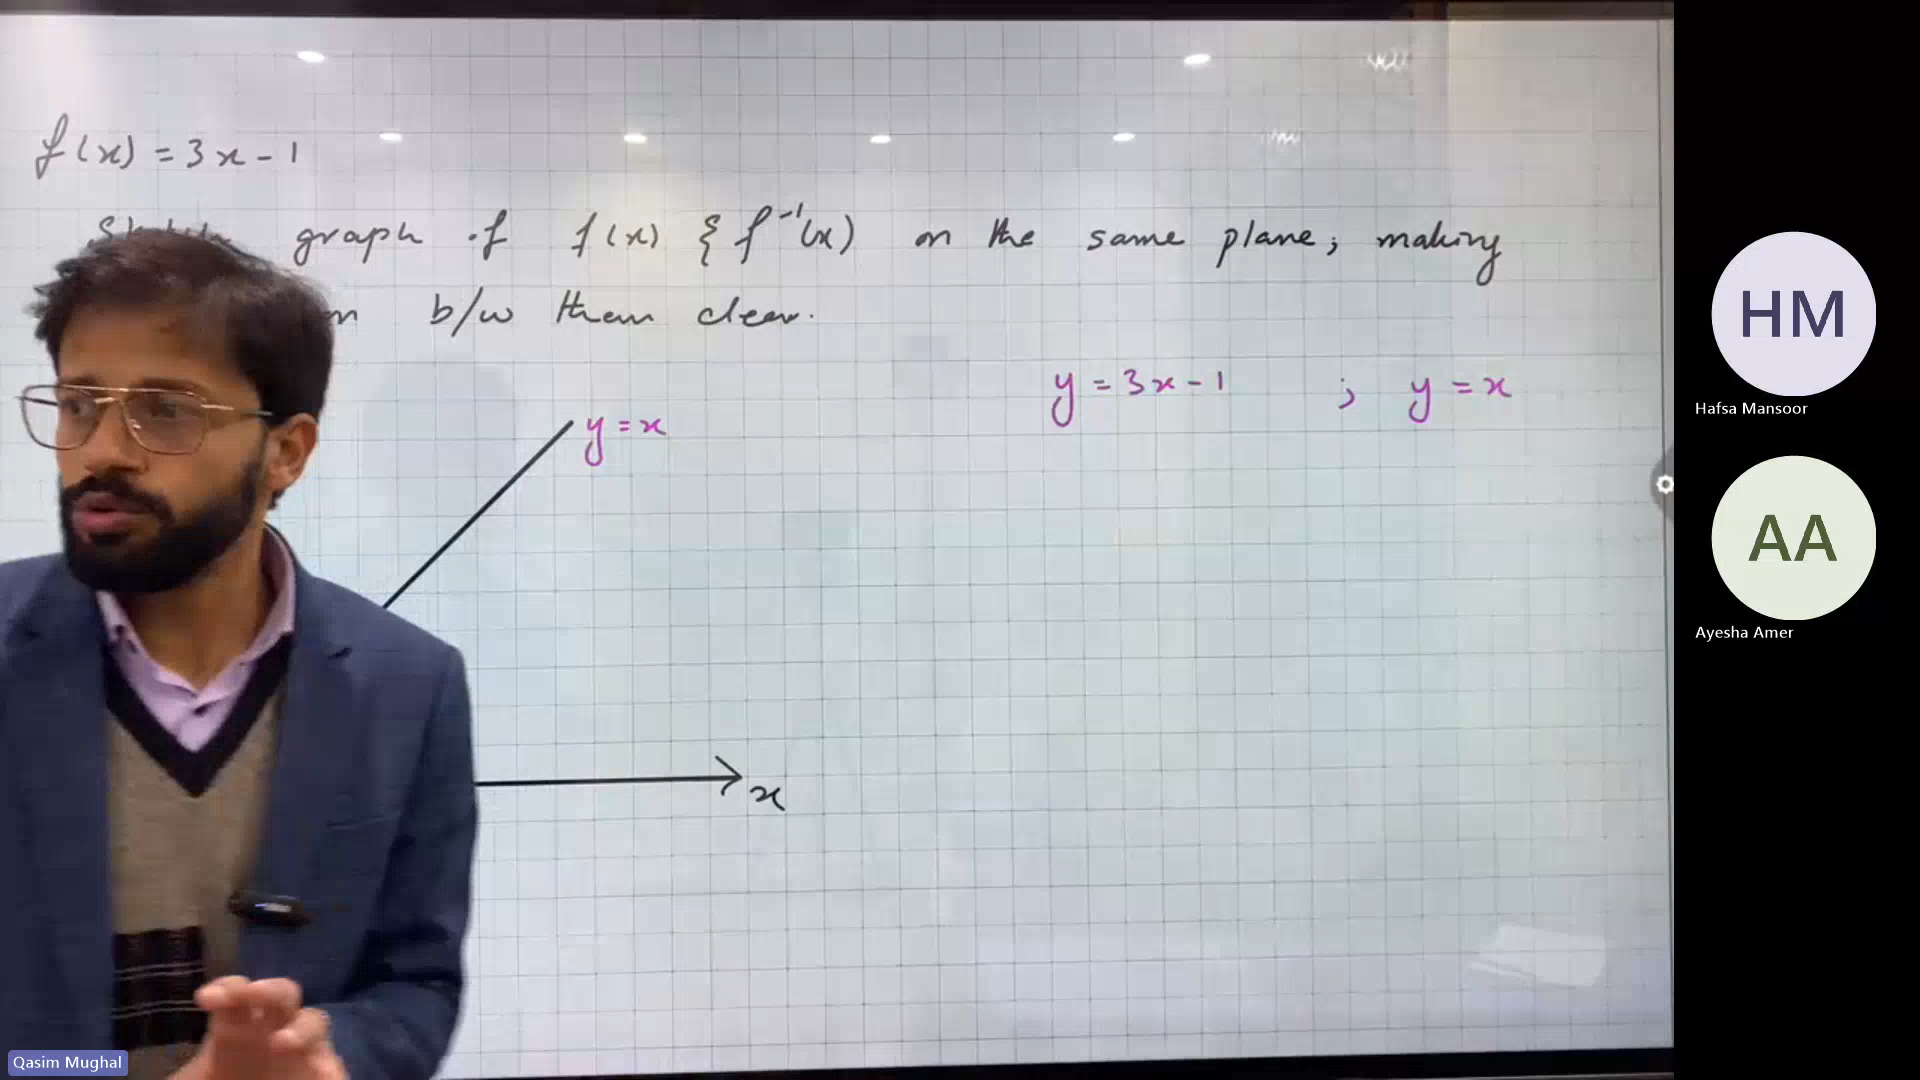 f(x) = 3x - 1
graph of f(x) & f⁻¹(x) on the same plane, making
b/w them clear.
y = 3x - 1 ; y = x
y = x
x
HM
Hafsa Mansoor
AA
Ayesha Amer
Qasim Mughal